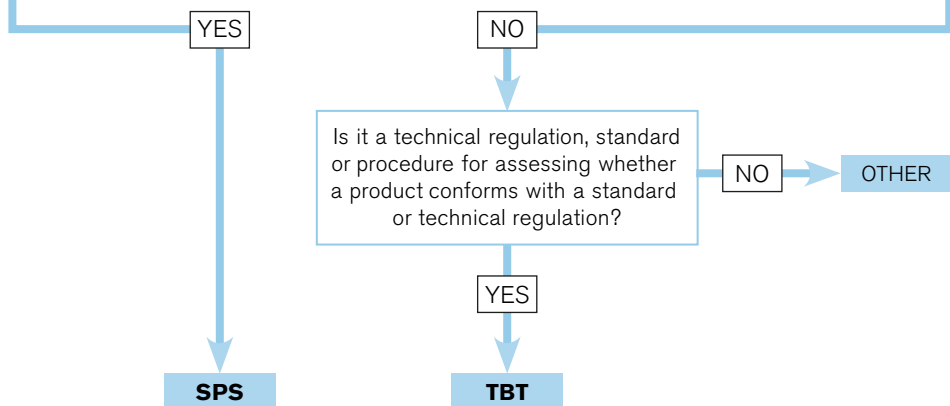 YES
NO
Is it a technical regulation, standard
or procedure for assessing whether
a product conforms with a standard
or technical regulation?
NO
OTHER
YES
SPS
TBT